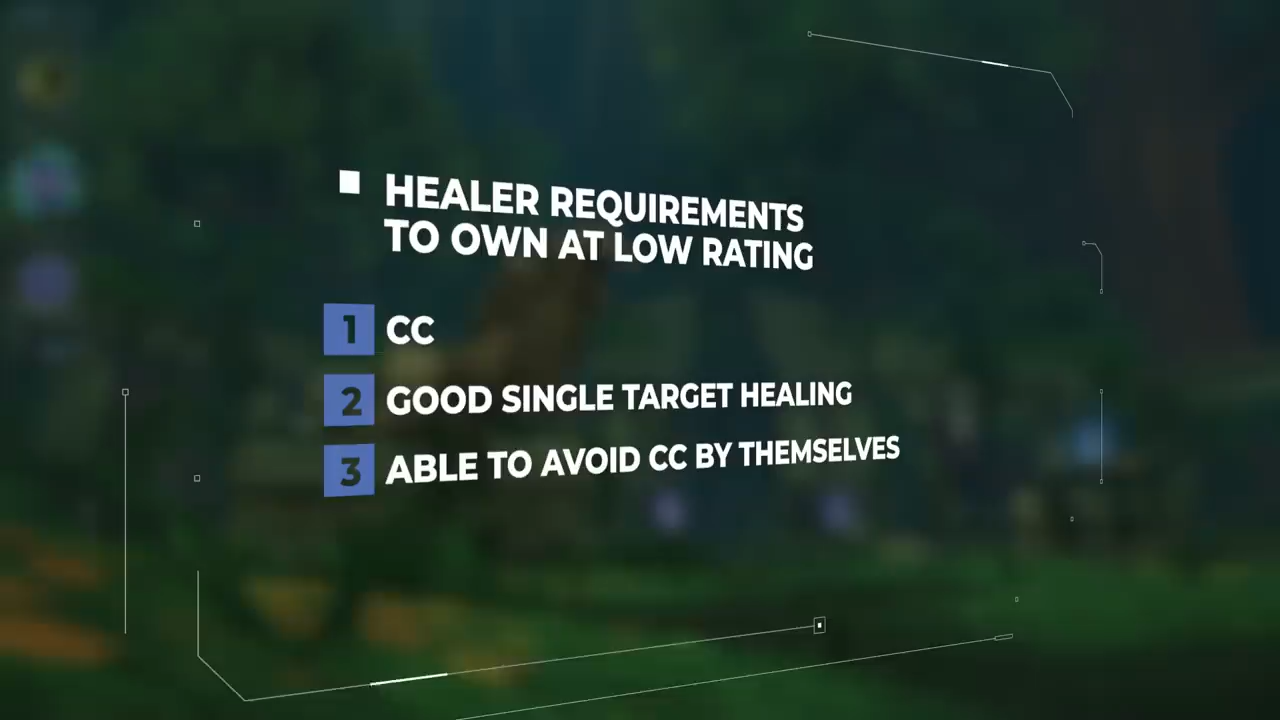 HEALER REQUIREMENTS
TO OWN AT LOW RATING
1 CC
2 GOOD SINGLE TARGET HEALING
3 ABLE TO AVOID CC BY THEMSELVES